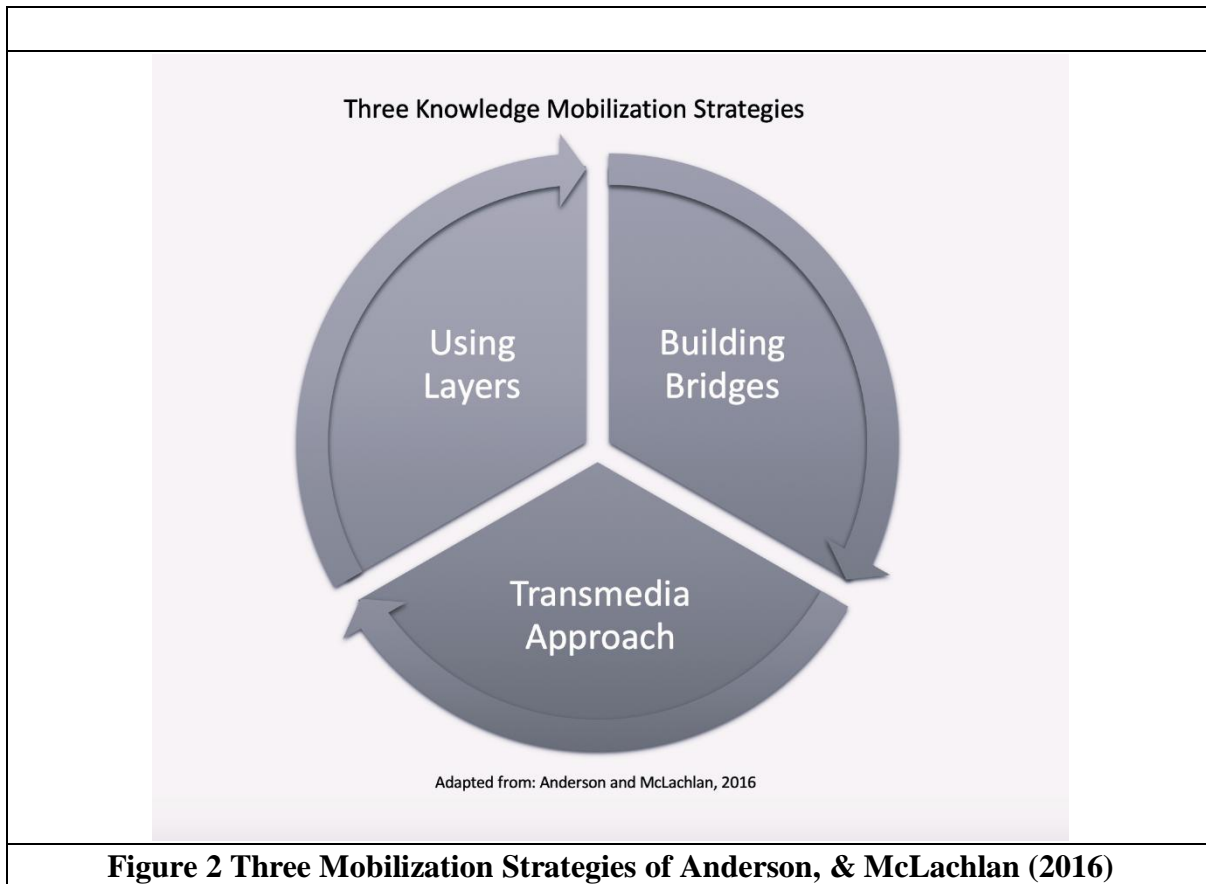 Three Knowledge Mobilization Strategies
Using
Layers
Building
Bridges
Transmedia
Approach
Adapted from: Anderson and McLachlan, 2016
Figure 2 Three Mobilization Strategies of Anderson, & McLachlan (2016)